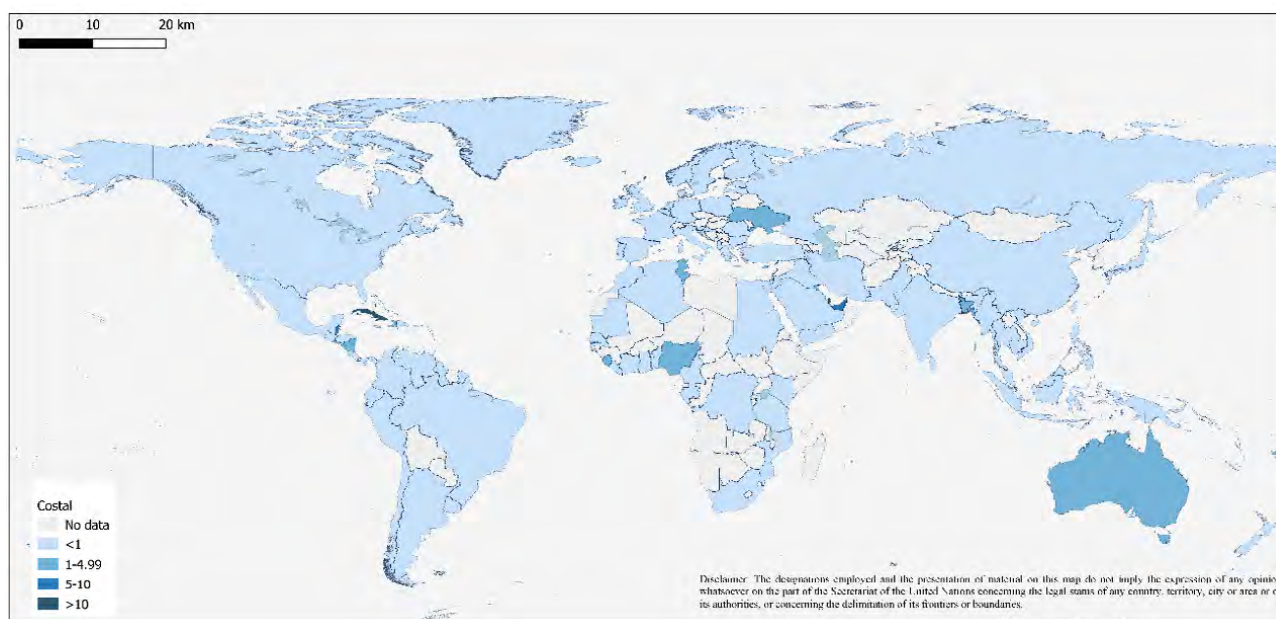 0 10 20 km
Costal
No data
<1
1-4.99
5-10
>10
Disclaimer: The designations employed and the presentation of material on this map do not imply the expression of any opinio
whatsoever on the part of the Secretariat of the United Nations concerning the legal status of any country, territory, city or area or o
its authorities, or concerning the delimitation of its frontiers or boundaries.